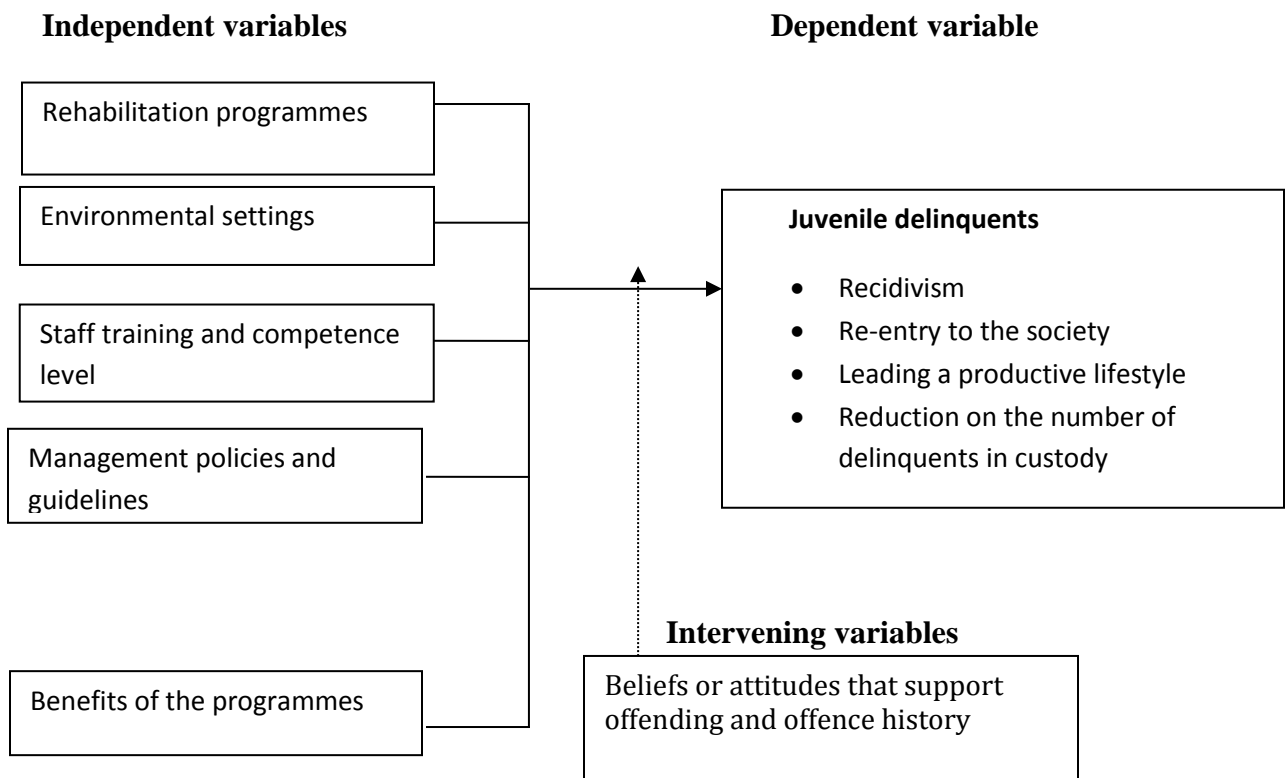 Independent variables
Dependent variable
Rehabilitation programmes
Environmental settings
Staff training and competence
level
Management policies and
guidelines
Benefits of the programmes
Juvenile delinquents
• Recidivism
• Re-entry to the society
• Leading a productive lifestyle
• Reduction on the number of
delinquents in custody
Intervening variables
Beliefs or attitudes that support
offending and offence history